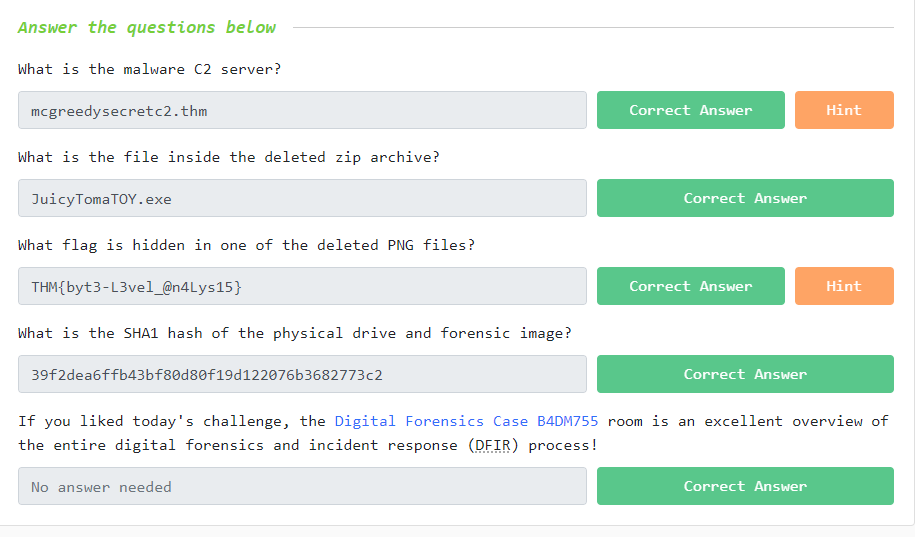 Answer the questions below
What is the malware C2 server?
mcgreedysecretc2.thm
Correct Answer
Hint
What is the file inside the deleted zip archive?
JuicyTomaTOY.exe
Correct Answer
What flag is hidden in one of the deleted PNG files?
THM{byt3-L3vel_@n4Lys15}
Correct Answer
Hint
What is the SHA1 hash of the physical drive and forensic image?
39f2dea6ffb43bf80d80f19d122076b3682773c2
Correct Answer
If you liked today's challenge, the Digital Forensics Case B4DM755 room is an excellent overview of
the entire digital forensics and incident response (DFIR) process!
No answer needed
Correct Answer